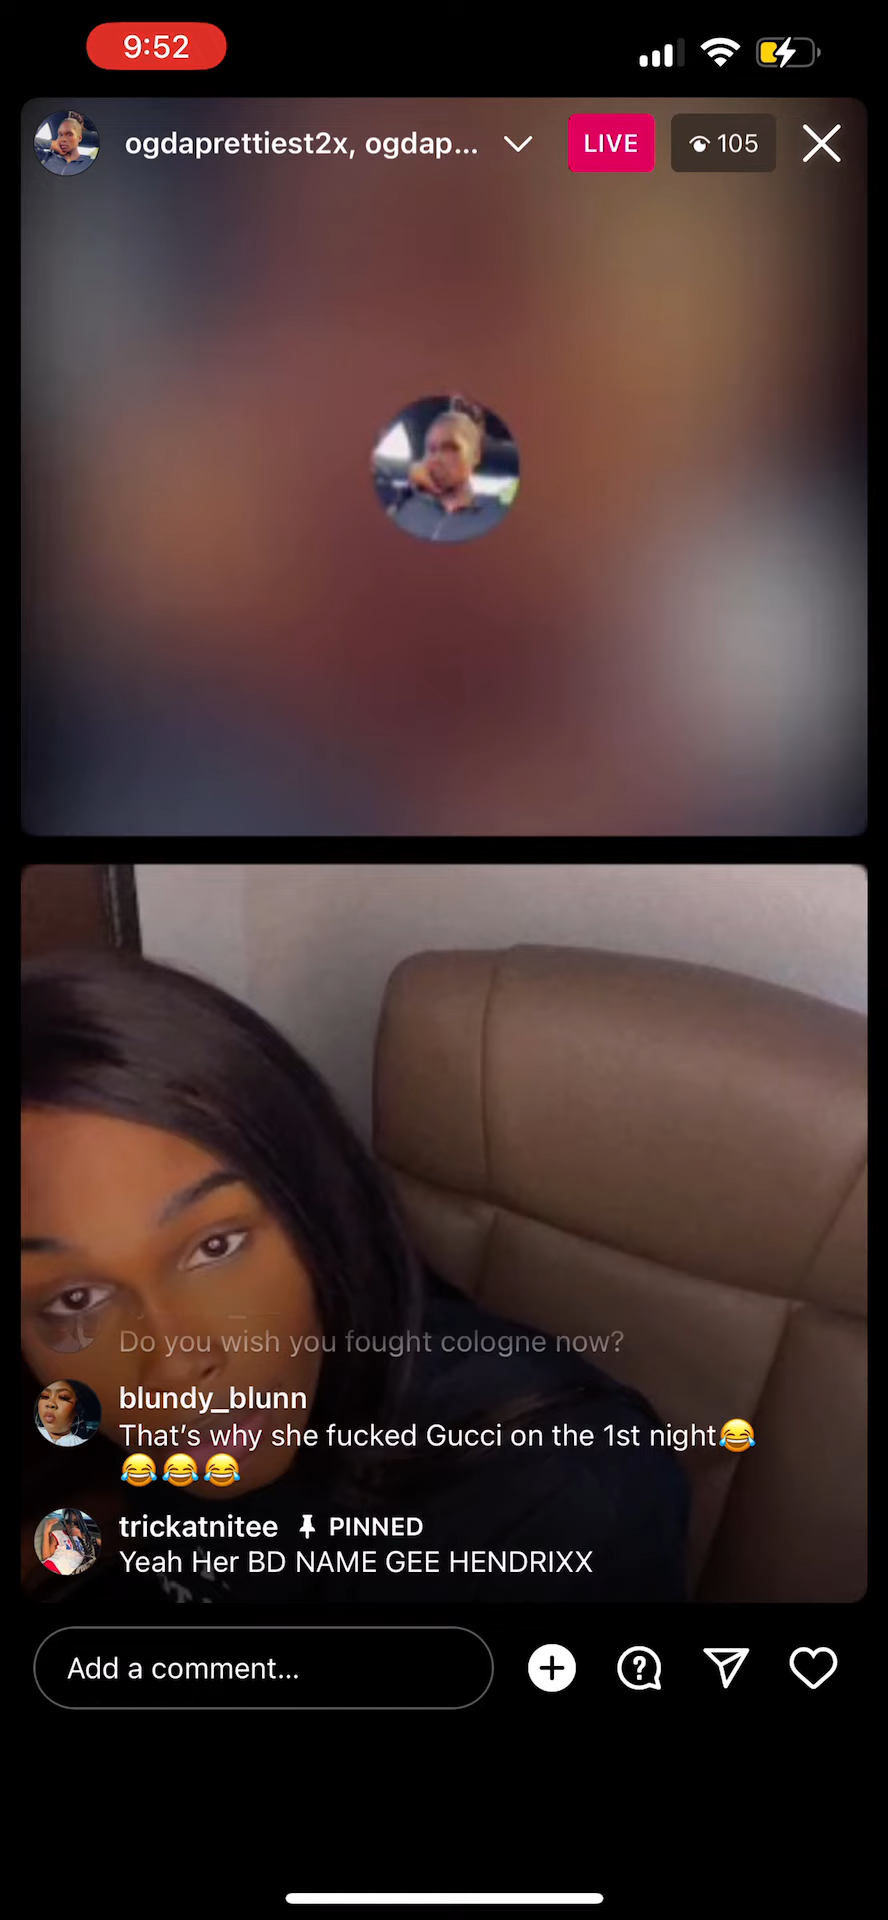 9:52
ogdaprettiest2x, ogdap...
LIVE
105
Do you wish you fought cologne now?
blundy_blunn
That's why she fucked Gucci on the 1st night😂
😂😂😂
trickatnitee PINNED
Yeah Her BD NAME GEE HENDRIXX
Add a comment...